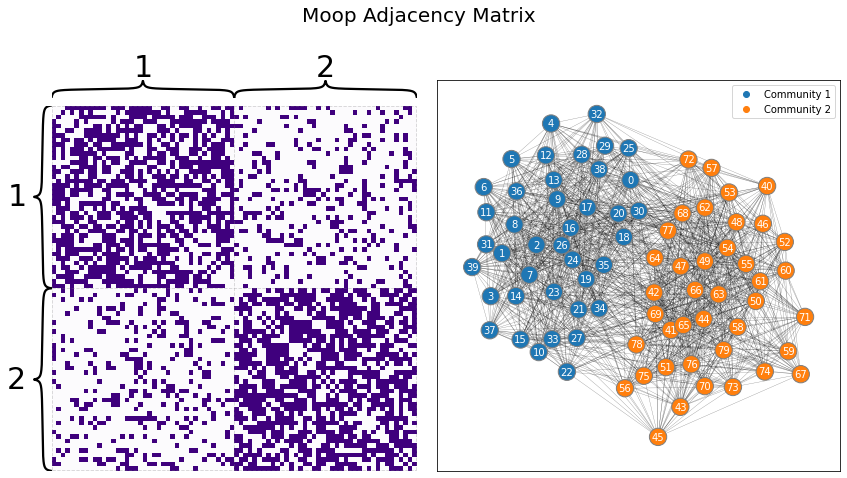 Moop Adjacency Matrix
1 2
1
2
Community 1
Community 2
4 32
29 25
12 28
5 38 72 57
13 0
6 36 53 40
9
11 17 20 30 68 62
8 16 48 46
77
31 2 26 18 54 52
1 24 64 49
39 7 35 47 55 60
19 61
3 14 23 42 66 63 50
21 34 69 44 71
37 41 65 58
15 33 27 78
10 79 59
22 51 76 74 67
75
56 70 73
43
45